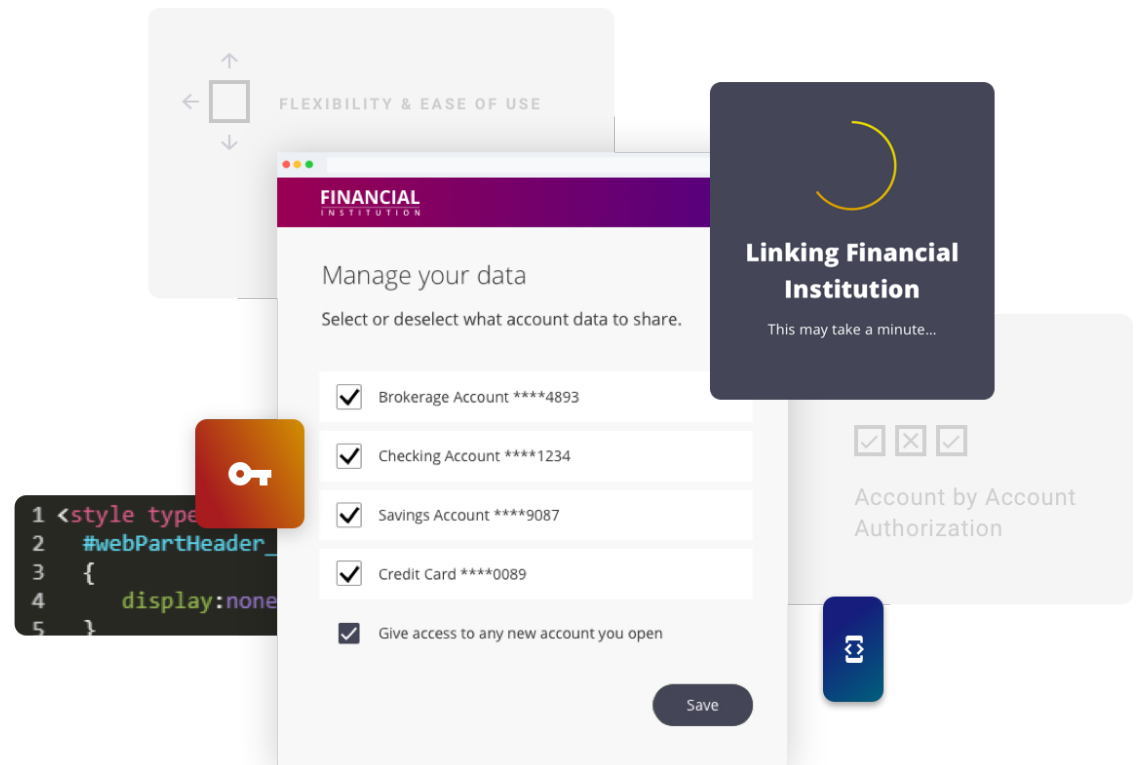 FLEXIBILITY & EASE OF USE
FINANCIAL
INSTITUTION
Manage your data
Select or deselect what account data to share.
Brokerage Account ****4893
Checking Account ****1234
Savings Account ****9087
Credit Card ****0089
Give access to any new account you open
Save
Linking Financial
Institution
This may take a minute...
Account by Account
Authorization
1 <style type
2 #webPartHeader_
3 {
4 display:none
5 }